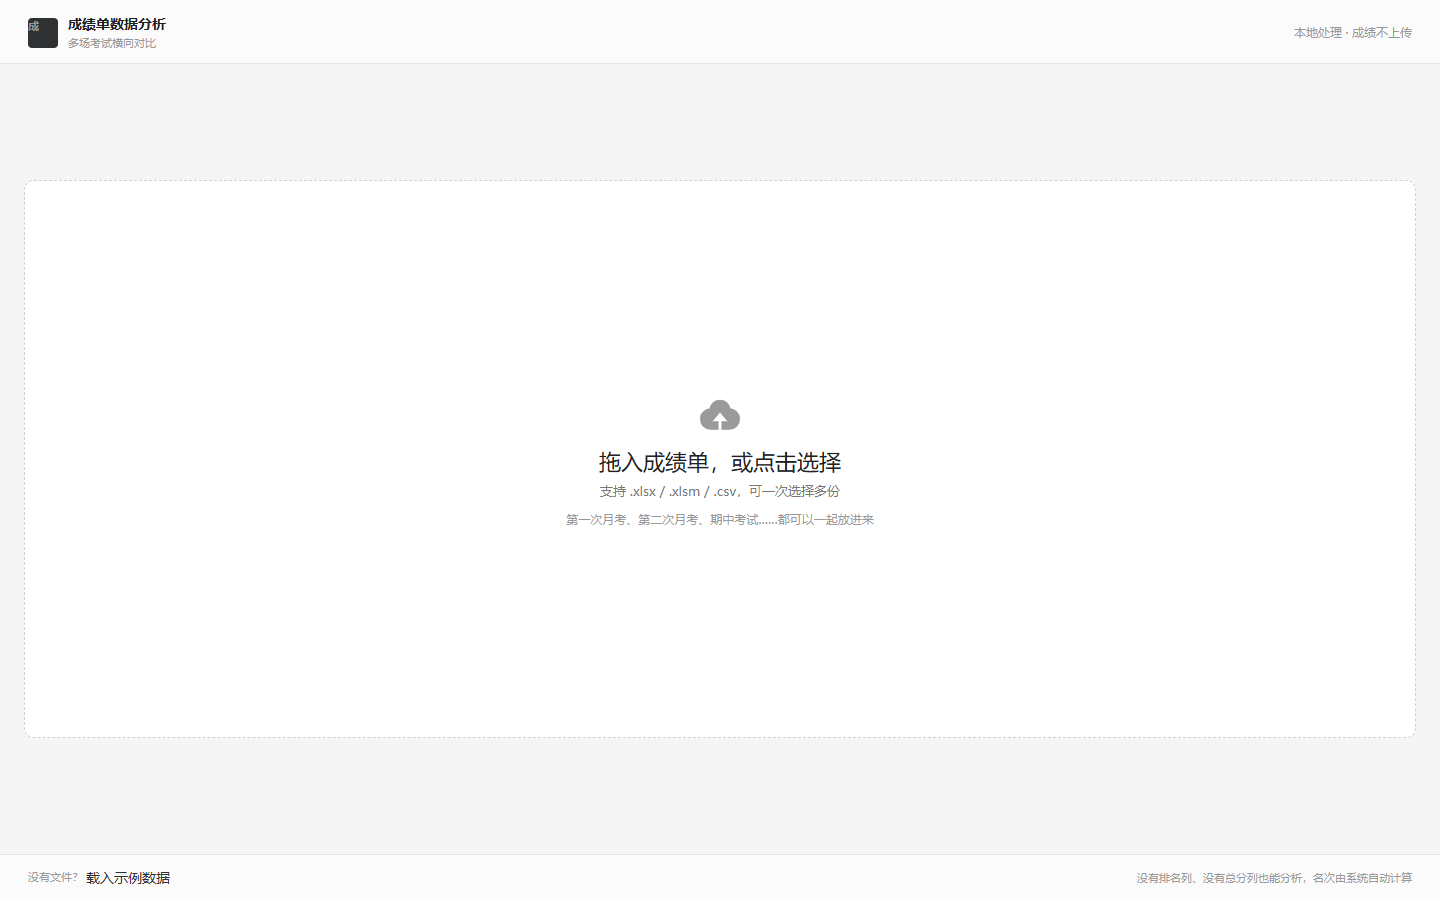 成
成绩单数据分析
多场考试横向对比
本地处理 · 成绩不上传
拖入成绩单，或点击选择
支持 .xlsx / .xlsm / .csv，可一次选择多份
第一次月考、第二次月考、期中考试……都可以一起放进来
没有文件？ 载入示例数据
没有排名列、没有总分列也能分析，名次由系统自动计算